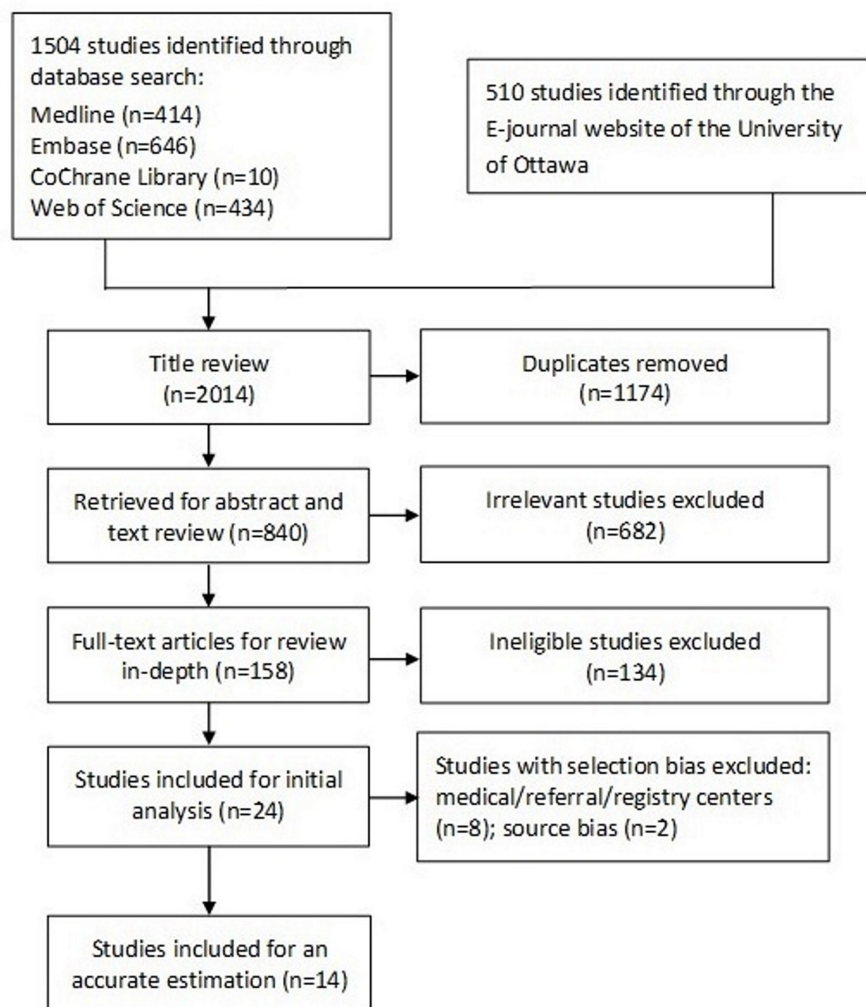 1504 studies identified through
database search:
Medline (n=414)
Embase (n=646)
CoChrane Library (n=10)
Web of Science (n=434)
510 studies identified through the
E-journal website of the University
of Ottawa
Title review
(n=2014)
Duplicates removed
(n=1174)
Retrieved for abstract and
text review (n=840)
Irrelevant studies excluded
(n=682)
Full-text articles for review
in-depth (n=158)
Ineligible studies excluded
(n=134)
Studies included for initial
analysis (n=24)
Studies with selection bias excluded:
medical/referral/registry centers
(n=8); source bias (n=2)
Studies included for an
accurate estimation (n=14)